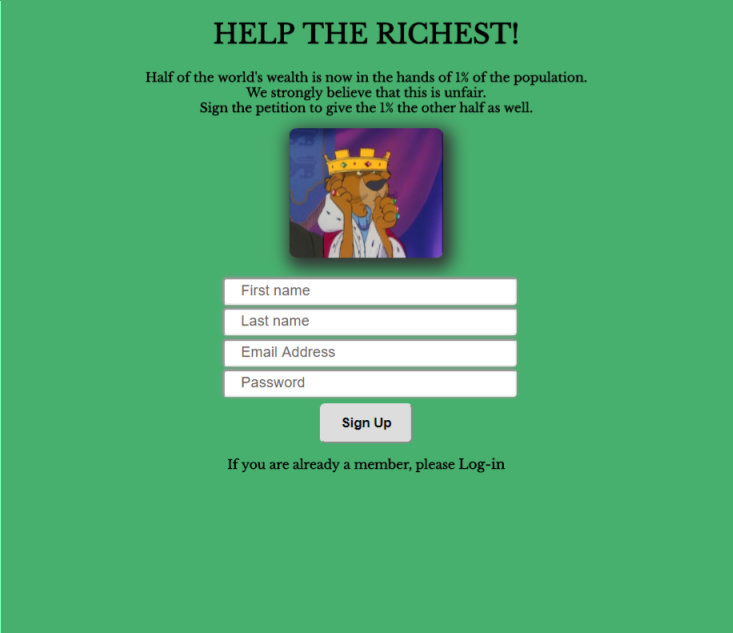 HELP THE RICHEST!
Half of the world's wealth is now in the hands of 1% of the population.
We strongly believe that this is unfair.
Sign the petition to give the 1% the other half as well.
First name
Last name
Email Address
Password
Sign Up
If you are already a member, please Log-in